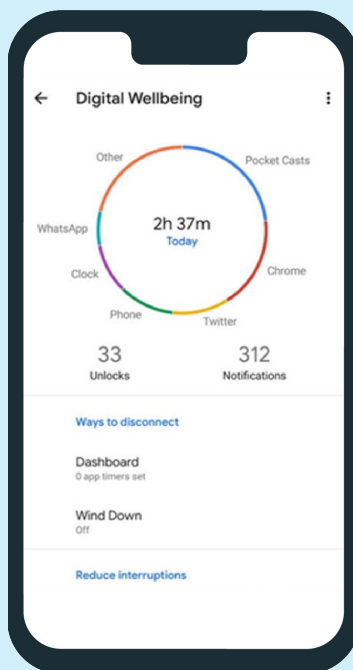 Digital Wellbeing
Other
Pocket Casts
WhatsApp
2h 37m
Today
Clock
Chrome
Phone
Twitter
33
312
Unlocks
Notifications
Ways to disconnect
Dashboard
0 app timers set
Wind Down
Off
Reduce interruptions